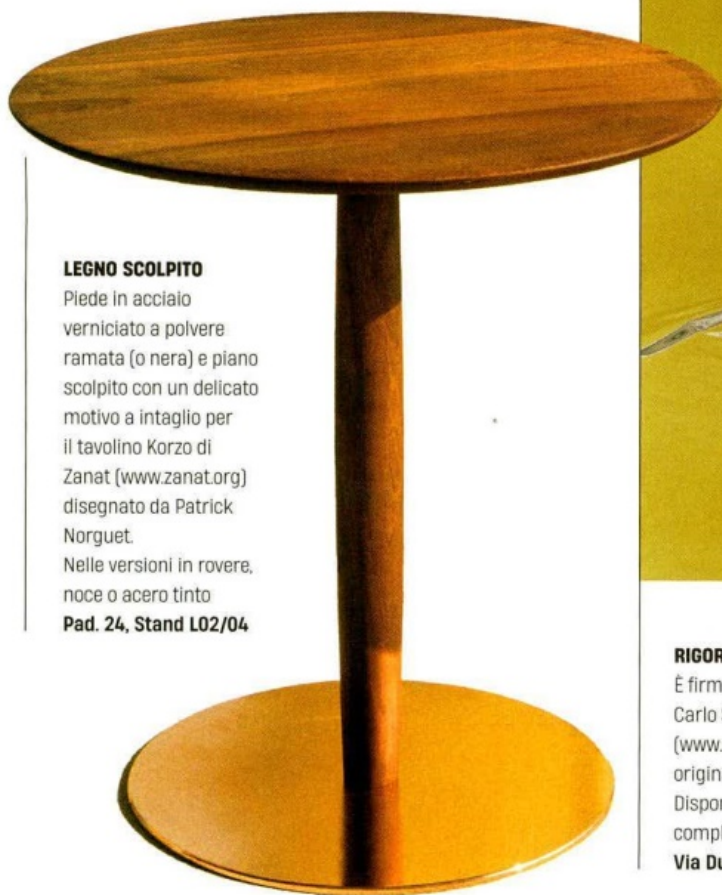 LEGNO SCOLPITO
Piede in acciaio
verniciato a polvere
ramata (o nera) e piano
scolpito con un delicato
motivo a intaglio per
il tavolino Korzo di
Zanat (www.zanat.org)
disegnato da Patrick
Norguet.
Nelle versioni in rovere,
noce o acero tinto
Pad. 24, Stand L02/04
RIGOR
È firm
Carlo
(www.
origin
Dispon
compl
Via Du